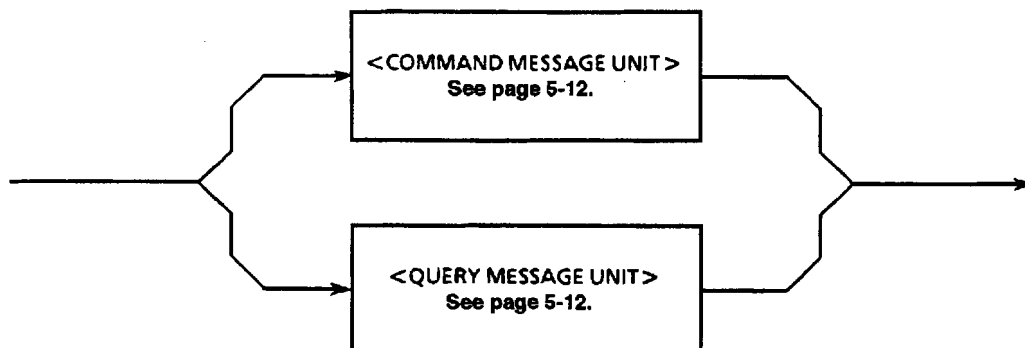 <COMMAND MESSAGE UNIT>
See page 5-12.
<QUERY MESSAGE UNIT>
See page 5-12.